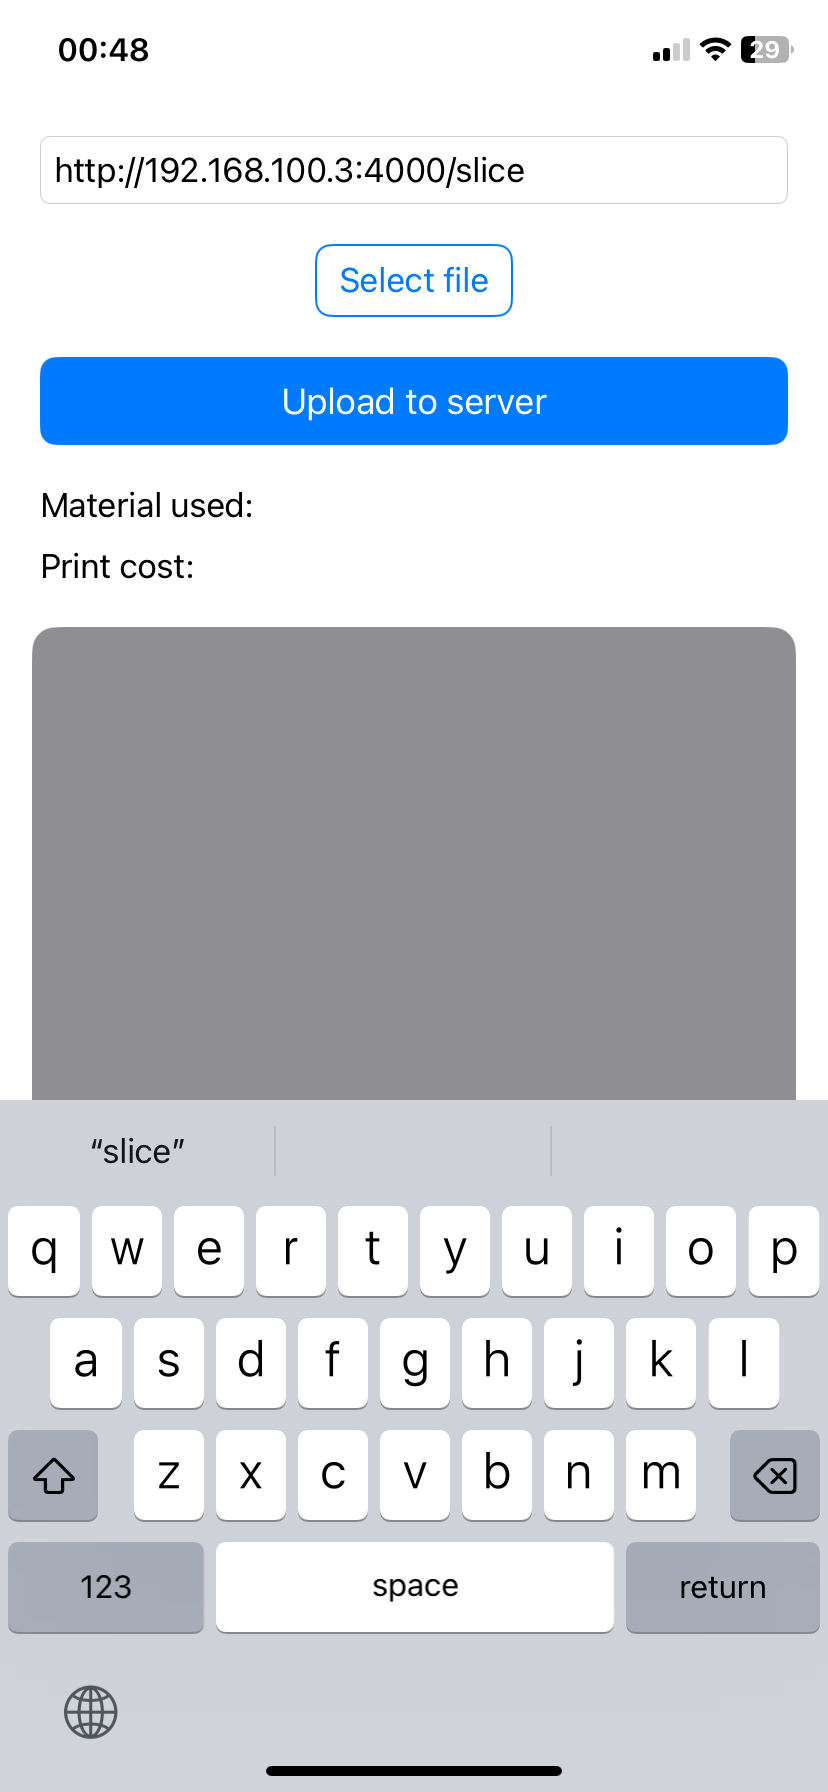 00:48 29
http://192.168.100.3:4000/slice
Select file
Upload to server
Material used:
Print cost:
“slice”
q w e r t y u i o p
a s d f g h j k l
z x c v b n m
123 space return